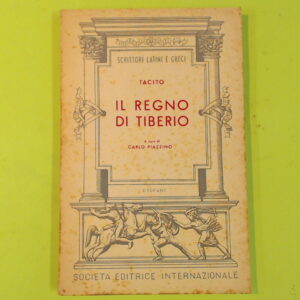 SCRITTORI LATINI E GRECI
TACITO
IL REGNO
DI TIBERIO
a cura di
CARLO PIAZZINO
SOCIETÀ EDITRICE INTERNAZIONALE